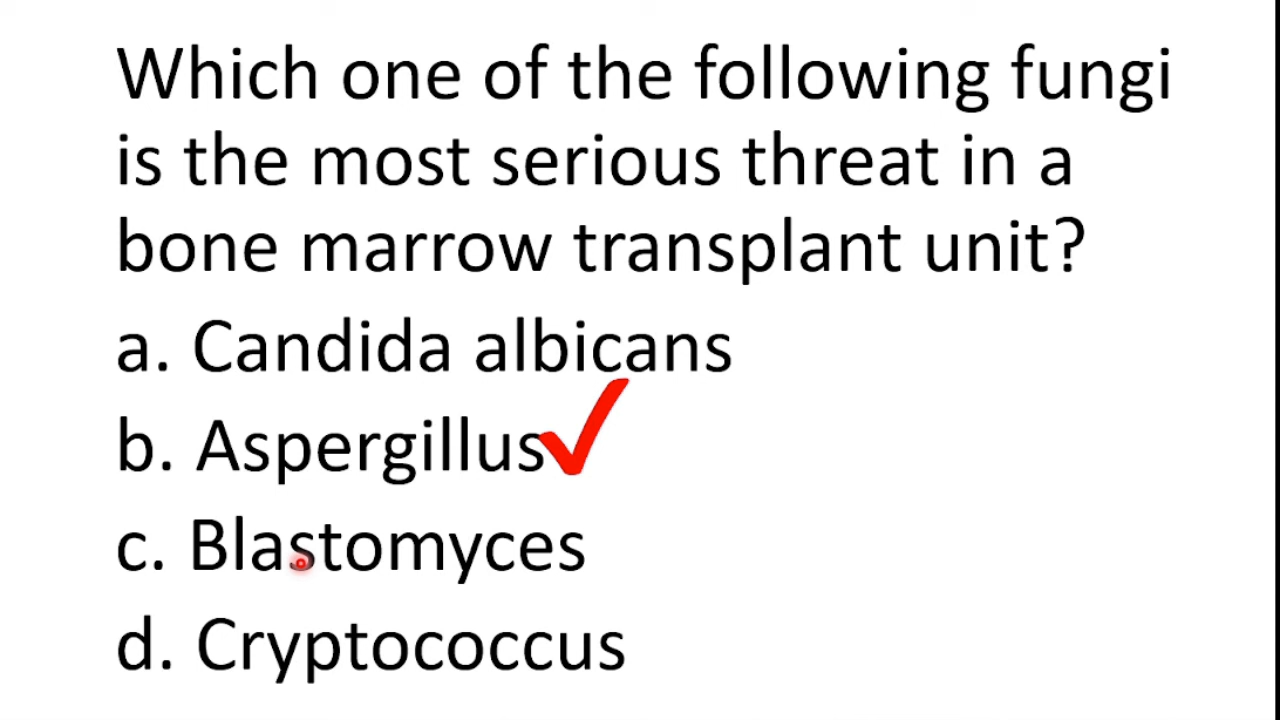 Which one of the following fungi
is the most serious threat in a
bone marrow transplant unit?
a. Candida albicans
b. Aspergillus
c. Blastomyces
d. Cryptococcus